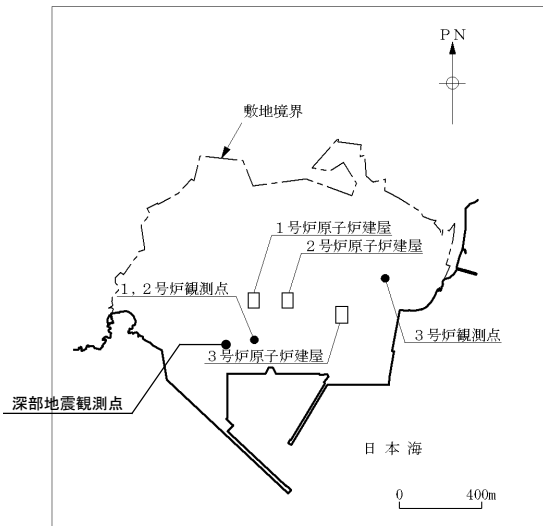 PN
敷地境界
1号炉原子炉建屋
2号炉原子炉建屋
1,2号炉観測点
3号炉観測点
3号炉原子炉建屋
深部地震観測点
日本海
0 400m